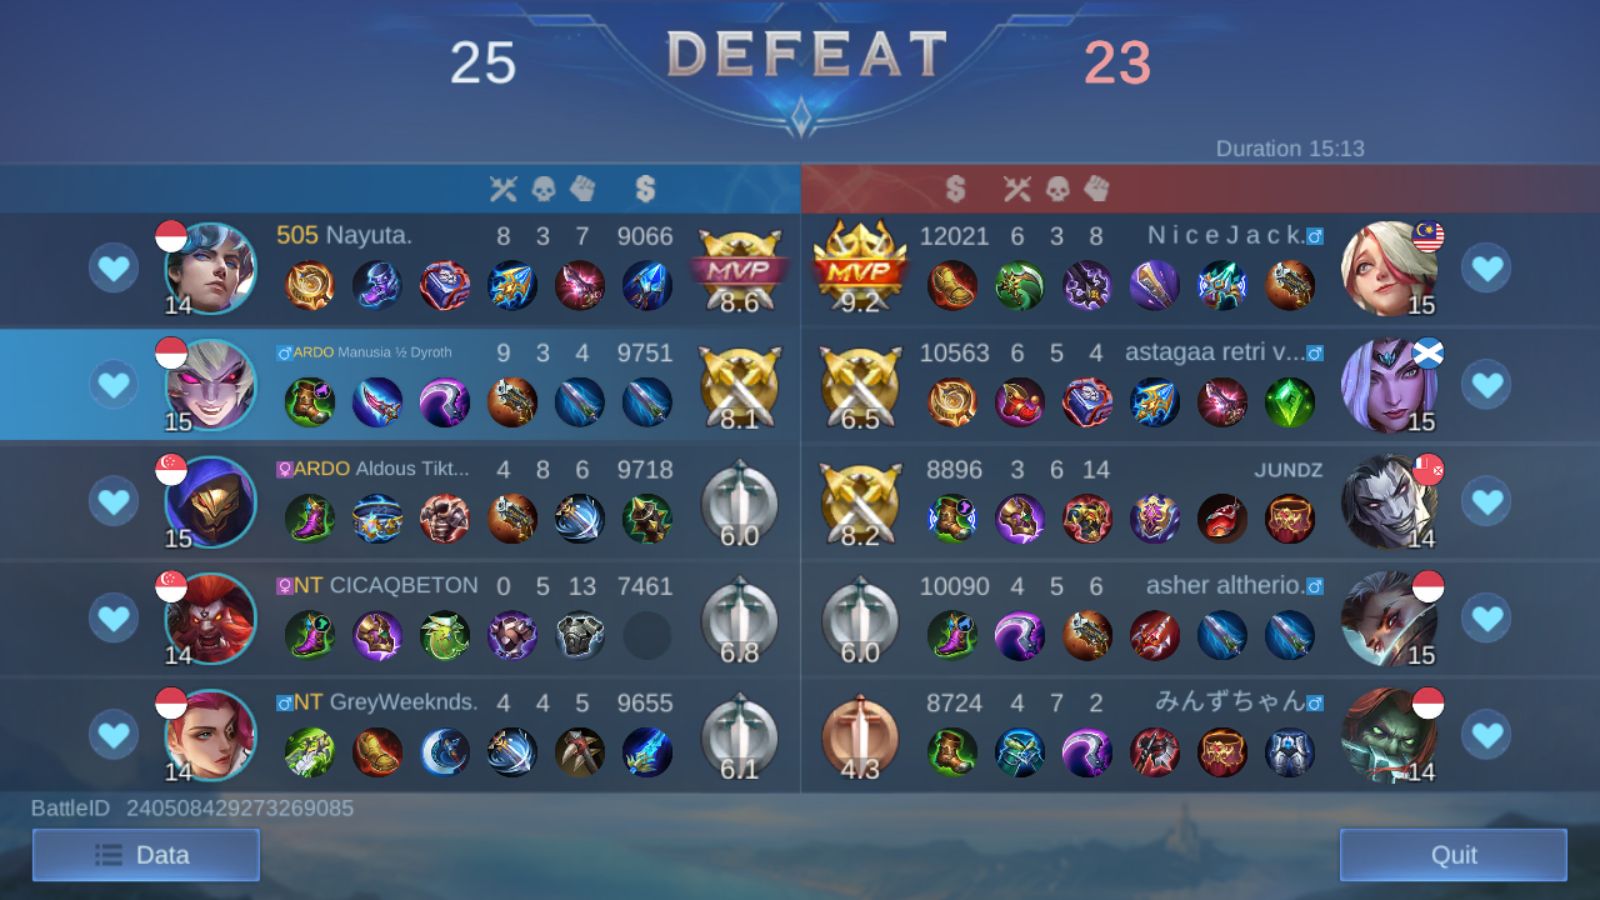 25 DEFEAT 23
Duration 15:13
505 Nayuta. 8 3 7 9066 MVP 8.6 14
MVP 9.2 12021 6 3 8 N i c e J a c k. 15
ARDO Manusia ½ Dyroth 9 3 4 9751 8.1 15
6.5 10563 6 5 4 astagaa retri v... 15
ARDO Aldous Tikt... 4 8 6 9718 6.0 15
8.2 8896 3 6 14 JUNDZ 14
NT CICAQBETON 0 5 13 7461 6.8 14
6.0 10090 4 5 6 asher altherio. 15
NT GreyWeeknds. 4 4 5 9655 6.1 14
4.3 8724 4 7 2 みんずちゃん 14
BattleID 240508429273269085
Data
Quit